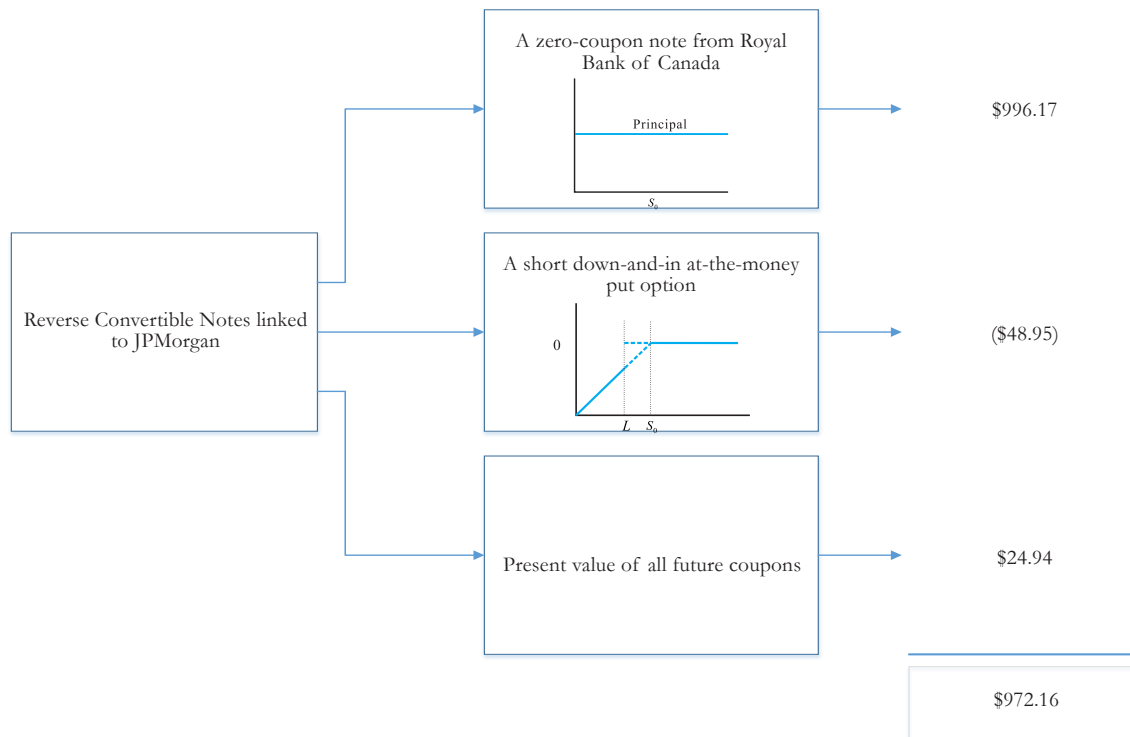 A zero-coupon note from Royal
Bank of Canada
Principal
S₀
$996.17
Reverse Convertible Notes linked
to JPMorgan
A short down-and-in at-the-money
put option
0
L S₀
($48.95)
Present value of all future coupons
$24.94
$972.16